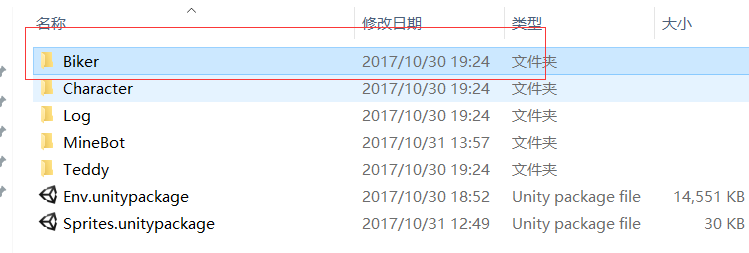 名称 修改日期 类型 大小
Biker 2017/10/30 19:24 文件夹
Character 2017/10/30 19:24 文件夹
Log 2017/10/30 19:24 文件夹
MineBot 2017/10/31 13:57 文件夹
Teddy 2017/10/30 19:24 文件夹
Env.unitypackage 2017/10/30 18:52 Unity package file 14,551 KB
Sprites.unitypackage 2017/10/31 12:49 Unity package file 30 KB